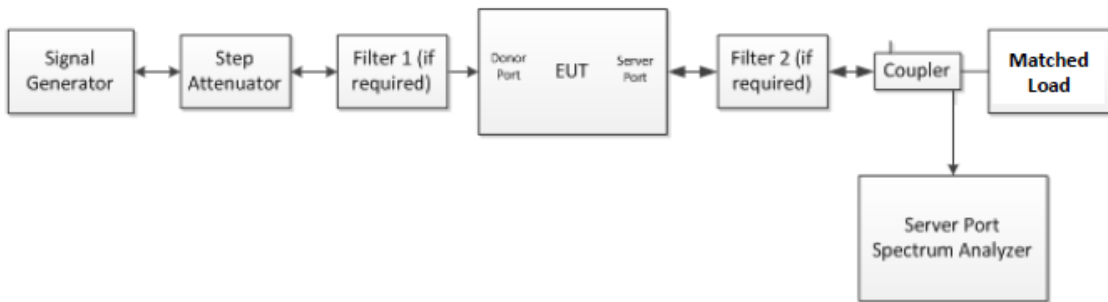 Signal
Generator
Step
Attenuator
Filter 1 (if
required)
Donor
Port
EUT
Server
Port
Filter 2 (if
required)
Coupler
Matched
Load
Server Port
Spectrum Analyzer